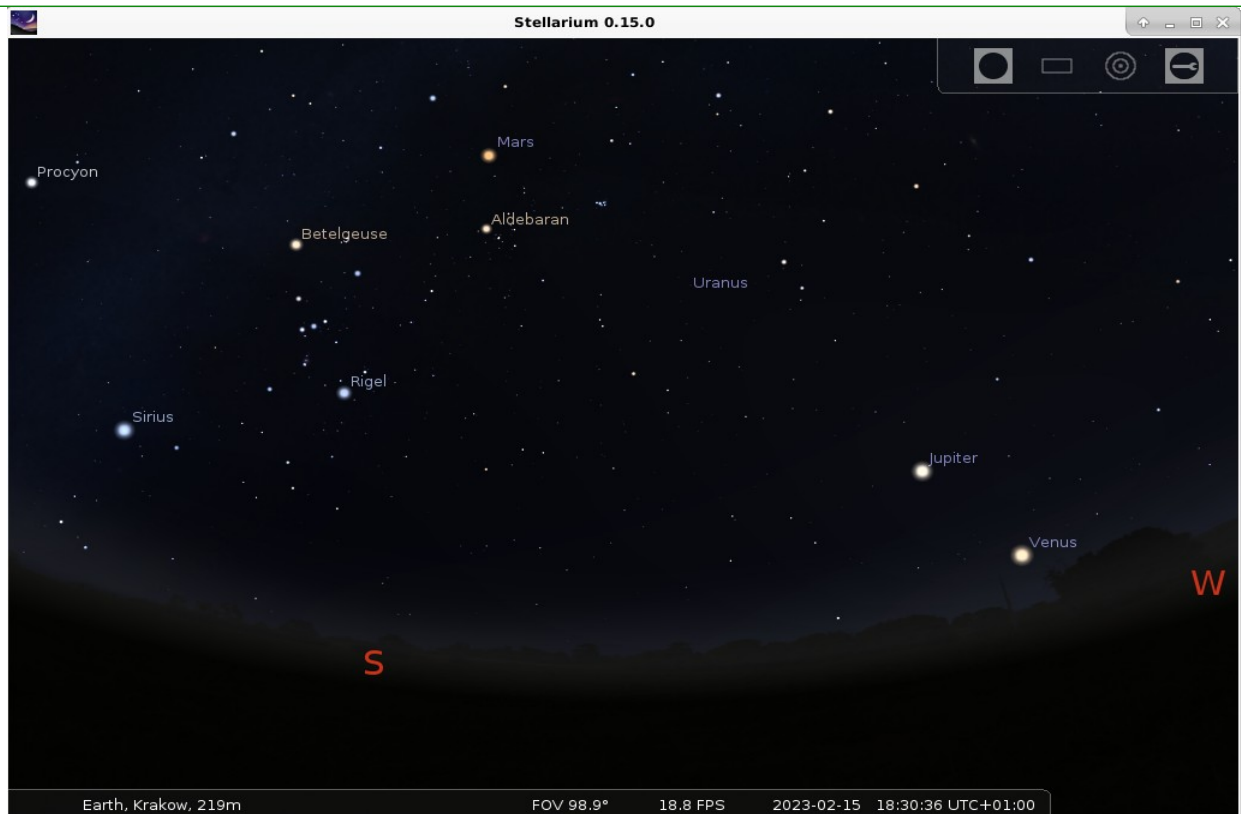 Stellarium 0.15.0
Mars
Procyon
Aldebaran
Betelgeuse
Uranus
Rigel
Sirius
Jupiter
Venus
W
S
Earth, Krakow, 219m FOV 98.9° 18.8 FPS 2023-02-15 18:30:36 UTC+01:00